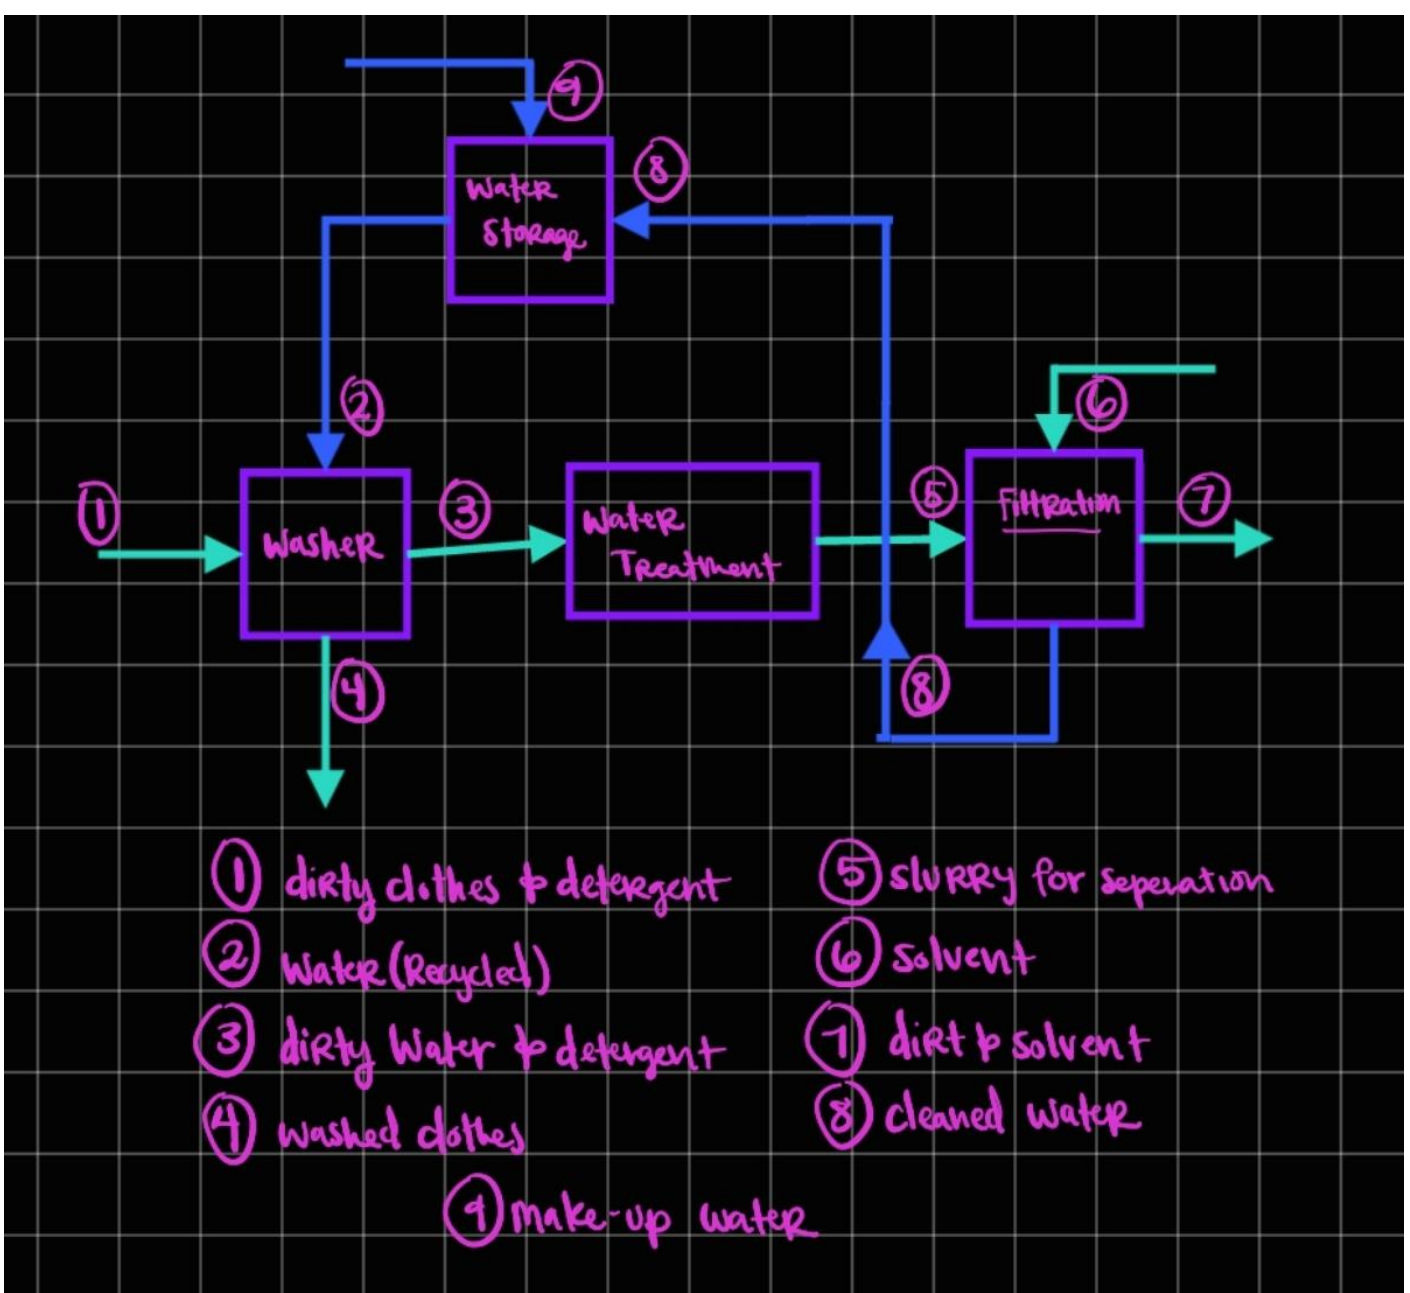 9
8
Water
Storage
2
1
Washer
3
Water
Treatment
5
6
Filtration
7
4
8
1 dirty clothes & detergent
2 Water (Recycled)
3 dirty Water & detergent
4 washed clothes
5 slurry for seperation
6 solvent
7 dirt & solvent
8 cleaned water
9 make-up water